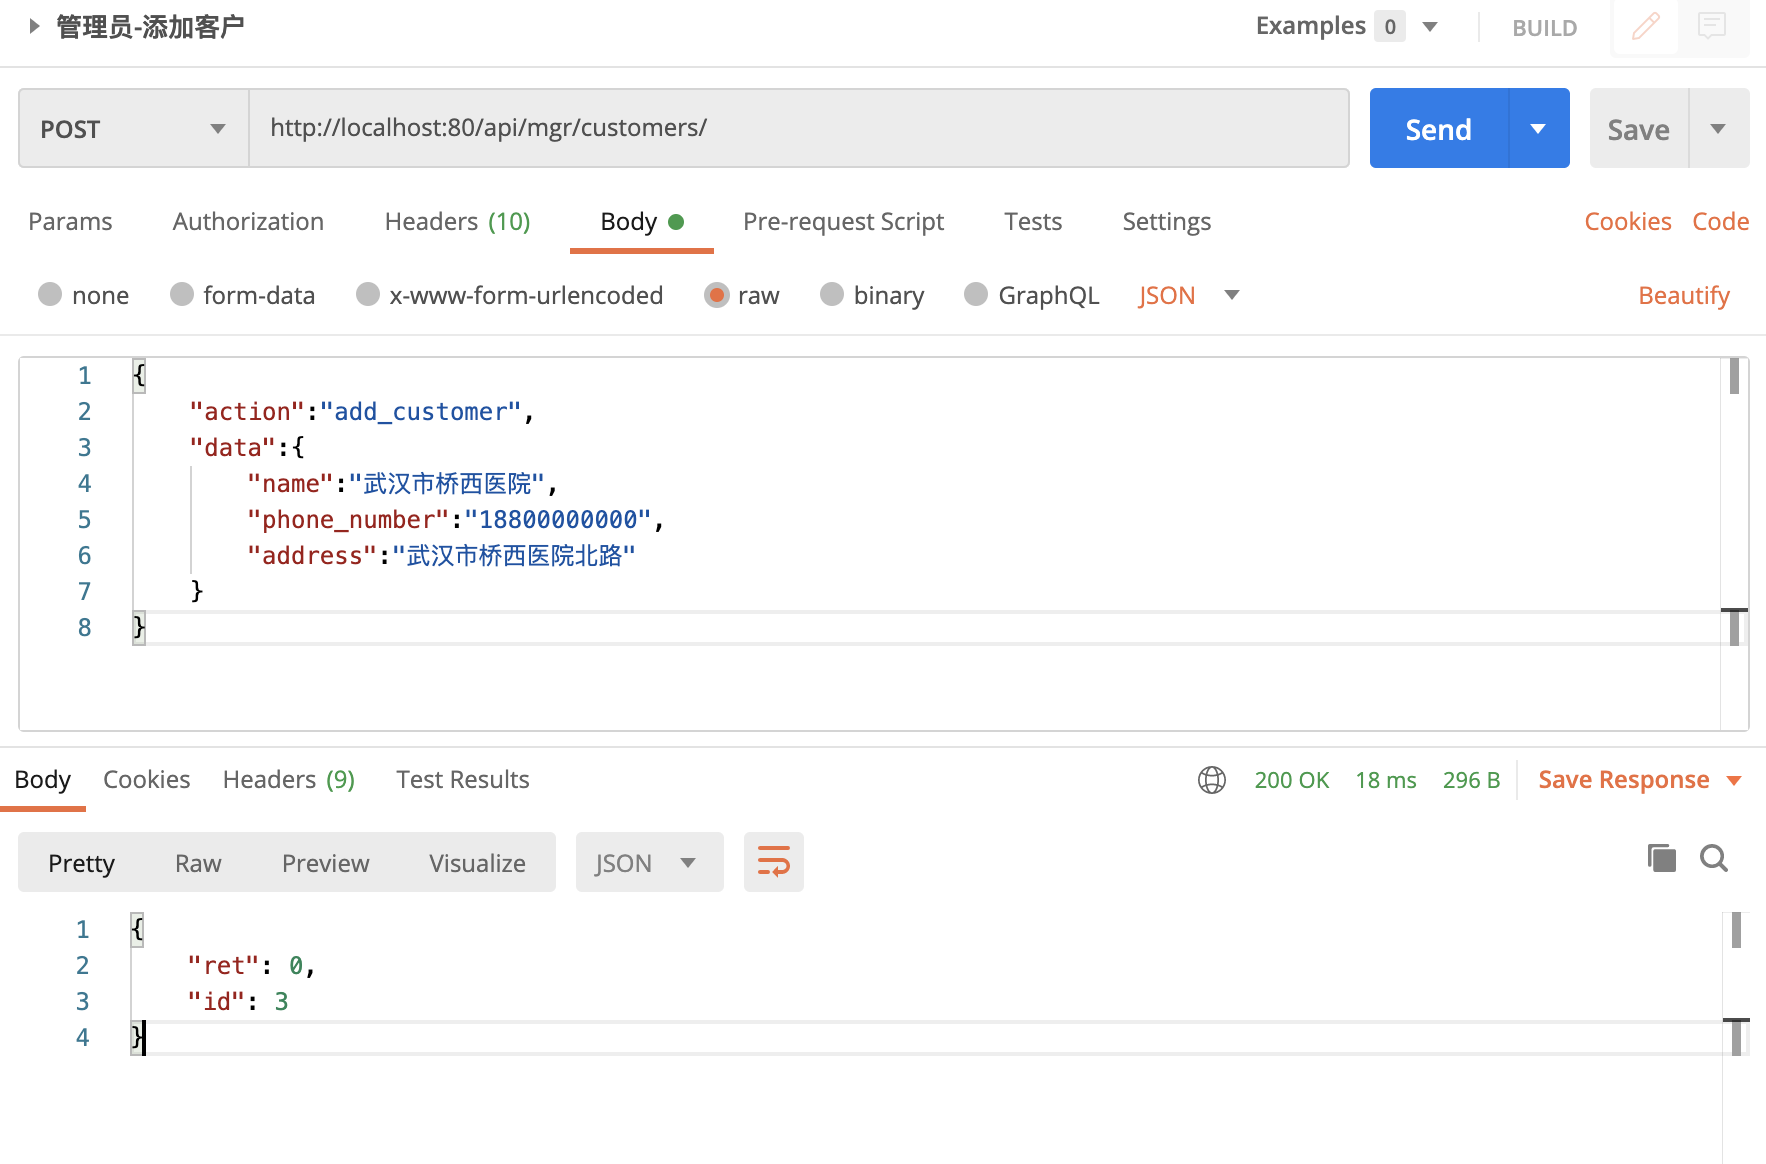 管理员-添加客户 Examples 0 BUILD
POST http://localhost:80/api/mgr/customers/ Send Save
Params Authorization Headers (10) Body Pre-request Script Tests Settings Cookies Code
none form-data x-www-form-urlencoded raw binary GraphQL JSON Beautify
1 {
2 "action":"add_customer",
3 "data":{
4 "name":"武汉市桥西医院",
5 "phone_number":"18800000000",
6 "address":"武汉市桥西医院北路"
7 }
8 }
Body Cookies Headers (9) Test Results 200 OK 18 ms 296 B Save Response
Pretty Raw Preview Visualize JSON
1 {
2 "ret": 0,
3 "id": 3
4 }